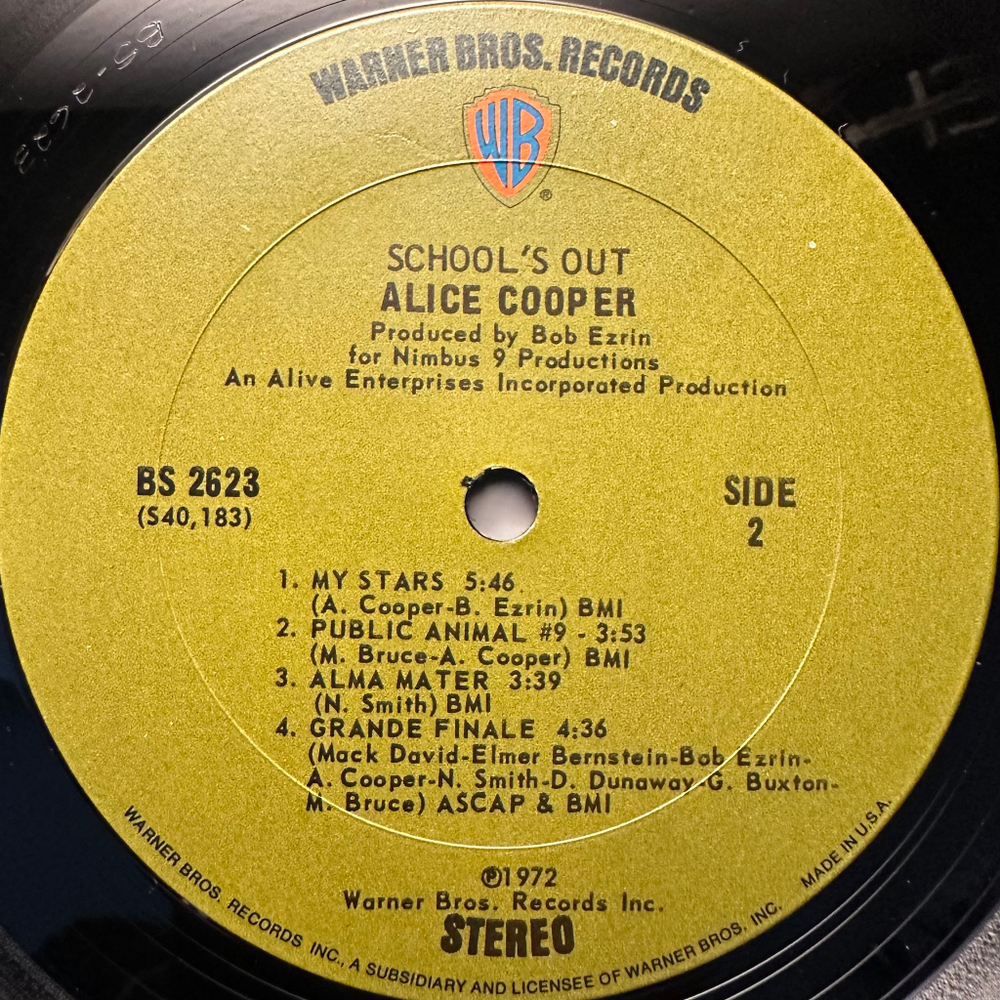 BS-2623
WARNER BROS. RECORDS
WB
®
SCHOOL'S OUT
ALICE COOPER
Produced by Bob Ezrin
for Nimbus 9 Productions
An Alive Enterprises Incorporated Production
BS 2623
(S40,183)
SIDE
2
1. MY STARS 5:46
(A. Cooper-B. Ezrin) BMI
2. PUBLIC ANIMAL #9 - 3:53
(M. Bruce-A. Cooper) BMI
3. ALMA MATER 3:39
(N. Smith) BMI
4. GRANDE FINALE 4:36
(Mack David-Elmer Bernstein-Bob Ezrin-
A. Cooper-N. Smith-D. Dunaway-G. Buxton-
M. Bruce) ASCAP & BMI
℗1972
Warner Bros. Records Inc.
STEREO
WARNER BROS. RECORDS INC., A SUBSIDIARY AND LICENSEE OF WARNER BROS. INC.
MADE IN U.S.A.